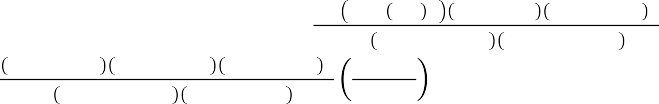 ( ( ) )( )( )
( )( )
( )( )( ) ( )
( )( )